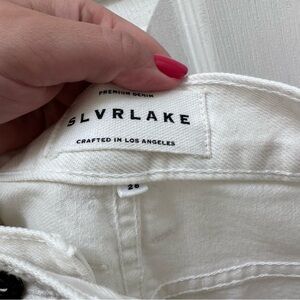 PREMIUM DENIM
SLVRLAKE
CRAFTED IN LOS ANGELES
26